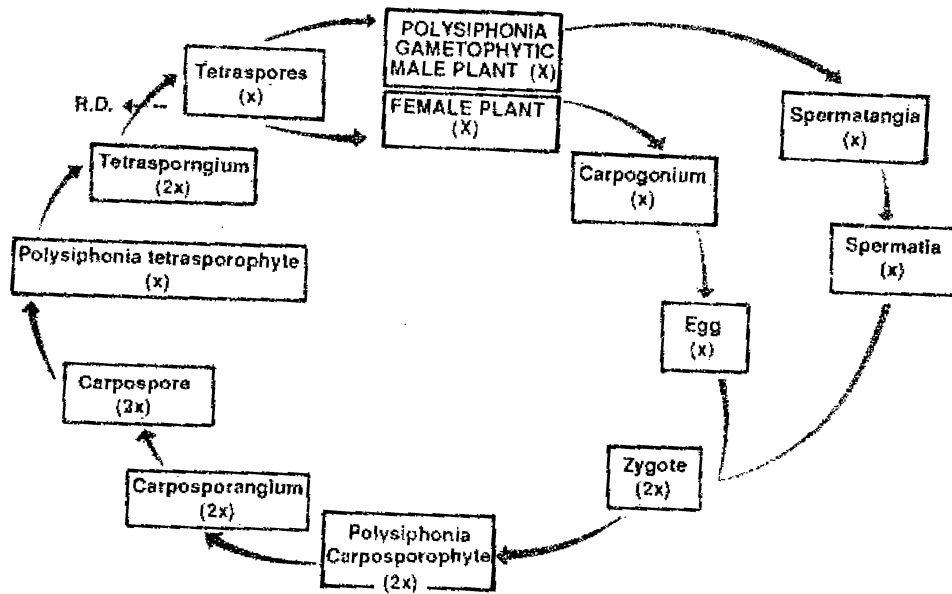 POLYSIPHONIA
GAMETOPHYTIC
MALE PLANT (X)
FEMALE PLANT
(X)
Tetraspores
(x)
R.D.
Spermatangia
(x)
Tetrasporngium
(2x)
Carpogonium
(x)
Polysiphonia tetrasporophyte
(x)
Spermatia
(x)
Egg
(x)
Carpospore
(2x)
Zygote
(2x)
Carposporangium
(2x)
Polysiphonia
Carposporophyte
(2x)